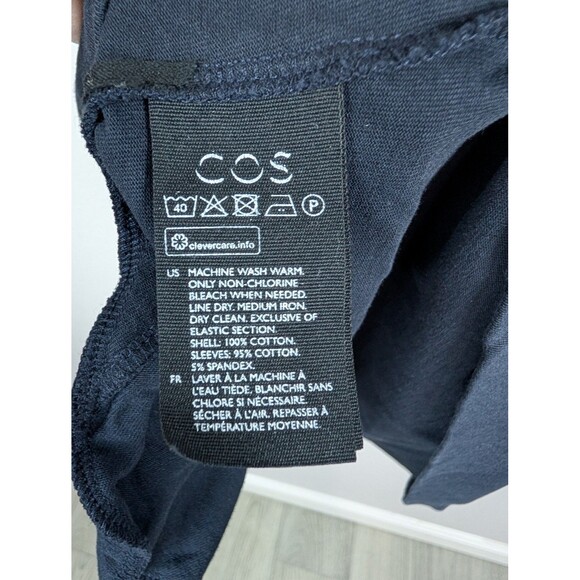 COS
40 P
clevercare.info
US MACHINE WASH WARM.
ONLY NON-CHLORINE
BLEACH WHEN NEEDED.
LINE DRY. MEDIUM IRON.
DRY CLEAN. EXCLUSIVE OF
ELASTIC SECTION.
SHELL: 100% COTTON.
SLEEVES: 95% COTTON.
5% SPANDEX.
FR LAVER À LA MACHINE À
L'EAU TIÈDE, BLANCHIR SANS
CHLORE SI NÉCESSAIRE.
SÉCHER À L'AIR. REPASSER À
TEMPÉRATURE MOYENNE.